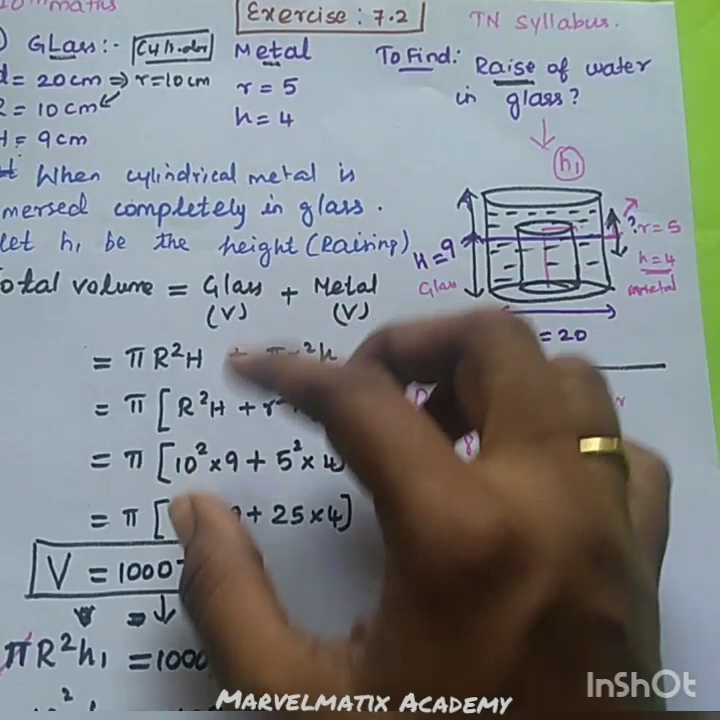 maths
Exercise: 7.2
TN Syllabus.
GLass:- Cylinder
Metal
To Find: Raise of water
in glass?
d = 20cm ⇒ r=10cm
r = 5
R = 10cm
h = 4
H = 9cm
When cylindrical metal is
mersed completely in glass.
let h₁ be the height (Raising)
h₁
H=9
Glass
?
r=5
h=4
metal
= 20
otal volume = Glass + Metal
(V) (V)
= πR²H + πr²h
= π [R²H + r²
= π [10²×9 + 5²×4]
= π [ + 25×4]
V = 1000
πR²h₁ = 1000
MARVELMATIX ACADEMY
InShOt